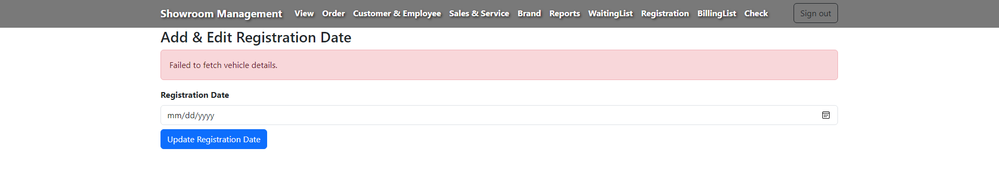 Showroom Management View Order Customer & Employee Sales & Service Brand Reports WaitingList Registration BillingList Check Sign out
Add & Edit Registration Date
Failed to fetch vehicle details.
Registration Date
mm/dd/yyyy
Update Registration Date